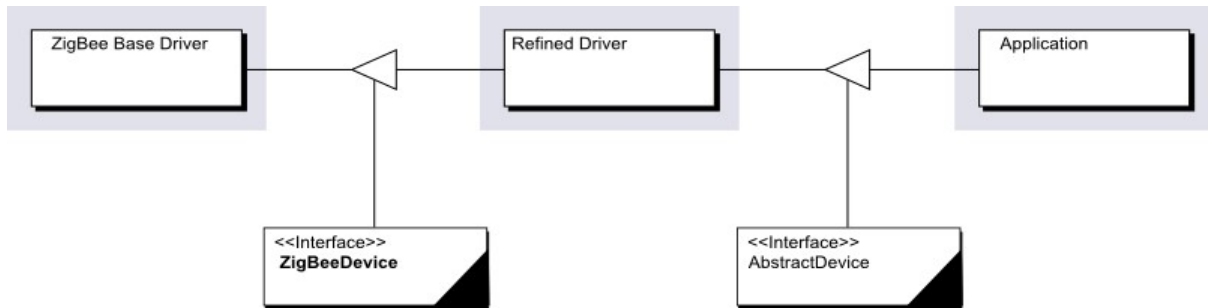 ZigBee Base Driver
Refined Driver
Application
<<Interface>>
ZigBeeDevice
<<Interface>>
AbstractDevice